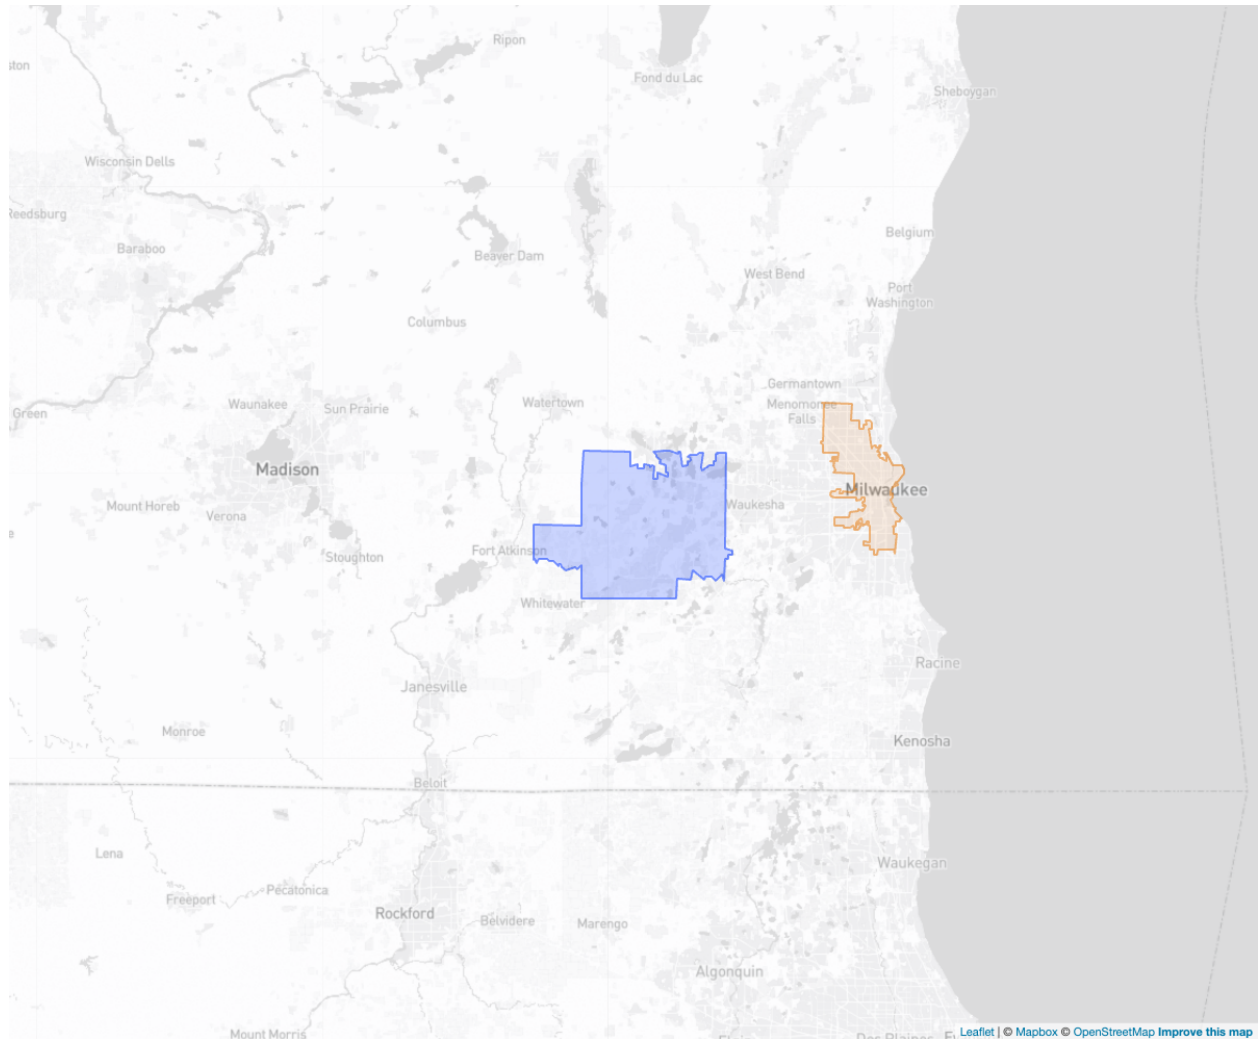 Ripon
ston
Fond du Lac
Sheboygan
Wisconsin Dells
Reedsburg
Belgium
Baraboo
Beaver Dam
West Bend
Port
Washington
Columbus
Germantown
Waunakee
Watertown
Menomonee
Falls
Sun Prairie
Green
Madison
Milwaukee
Mount Horeb
Waukesha
Verona
e
Fort Atkinson
Stoughton
Whitewater
Racine
Janesville
Monroe
Kenosha
Beloit
Lena
Waukegan
Pecatonica
Freeport
Rockford
Belvidere
Marengo
Algonquin
Mount Morris
Leaflet | © Mapbox © OpenStreetMap Improve this map